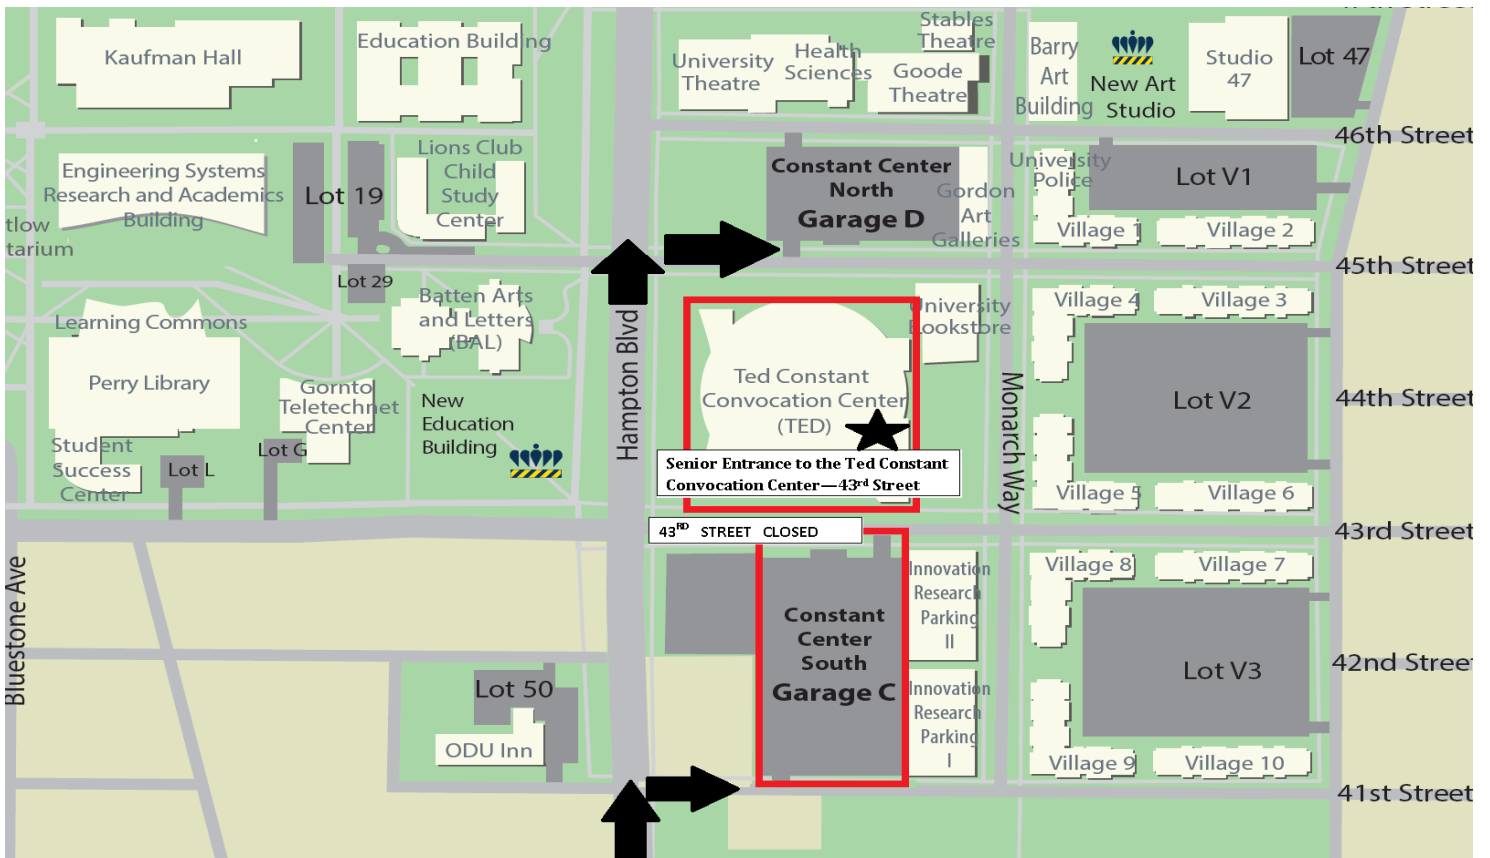 Kaufman Hall
Education Building
University
Theatre
Health
Sciences
Stables
Theatre
Goode
Theatre
Barry
Art
Building
New Art
Studio
Studio
47
Lot 47
46th Street
Engineering Systems
Research and Academics
Building
Lot 19
Lions Club
Child
Study
Center
Constant Center
North
Garage D
Gordon
Art
Galleries
University
Police
Lot V1
Village 1
Village 2
tlow
tarium
45th Street
Lot 29
Learning Commons
Perry Library
Batten Arts
and Letters
(BAL)
Gornto
Teletechnet
Center
New
Education
Building
Student
Success
Center
Lot L
Lot G
Hampton Blvd
University
Bookstore
Ted Constant
Convocation Center
(TED)
Senior Entrance to the Ted Constant
Convocation Center—43rd Street
Monarch Way
Village 4
Village 3
Lot V2
44th Street
Village 5
Village 6
43RD STREET CLOSED
43rd Street
Bluestone Ave
Lot 50
ODU Inn
Constant
Center
South
Garage C
Innovation
Research
Parking
II
Innovation
Research
Parking
I
Village 8
Village 7
Lot V3
42nd Street
Village 9
Village 10
41st Street